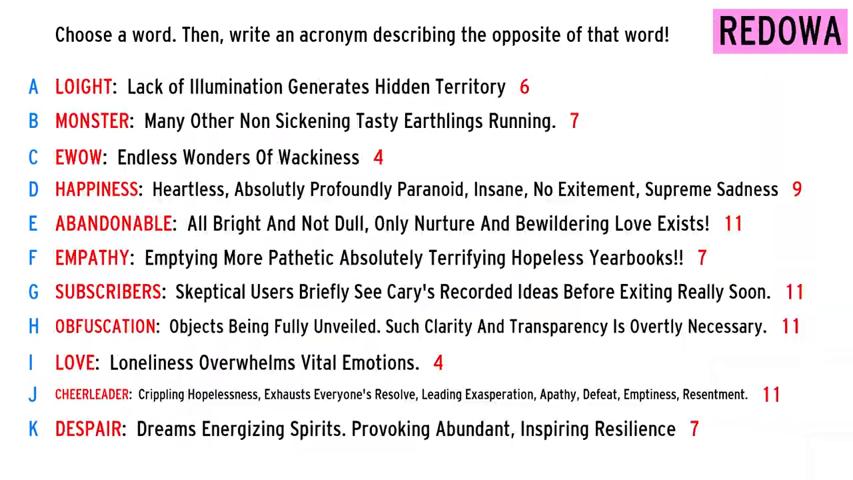 Choose a word. Then, write an acronym describing the opposite of that word! REDOWA
A LOIGHT: Lack of Illumination Generates Hidden Territory 6
B MONSTER: Many Other Non Sickening Tasty Earthlings Running. 7
C EWOW: Endless Wonders Of Wackiness 4
D HAPPINESS: Heartless, Absolutly Profoundly Paranoid, Insane, No Exitement, Supreme Sadness 9
E ABANDONABLE: All Bright And Not Dull, Only Nurture And Bewildering Love Exists! 11
F EMPATHY: Emptying More Pathetic Absolutely Terrifying Hopeless Yearbooks!! 7
G SUBSCRIBERS: Skeptical Users Briefly See Cary's Recorded Ideas Before Exiting Really Soon. 11
H OBFUSCATION: Objects Being Fully Unveiled. Such Clarity And Transparency Is Overtly Necessary. 11
I LOVE: Loneliness Overwhelms Vital Emotions. 4
J CHEERLEADER: Crippling Hopelessness, Exhausts Everyone's Resolve, Leading Exasperation, Apathy, Defeat, Emptiness, Resentment. 11
K DESPAIR: Dreams Energizing Spirits. Provoking Abundant, Inspiring Resilience 7